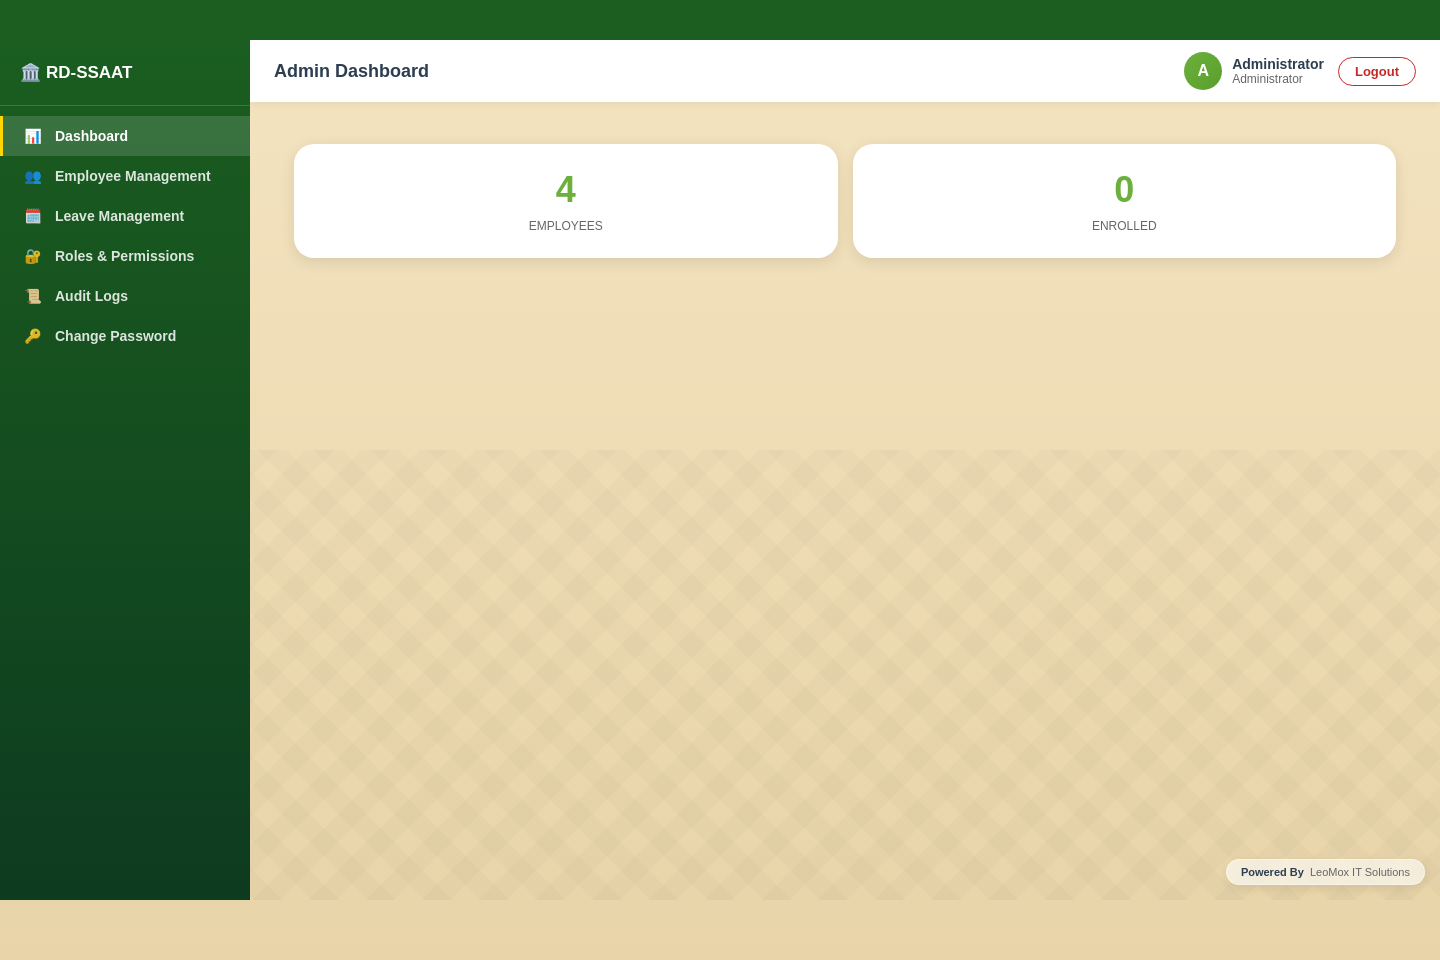 RD-SSAAT
Dashboard
Employee Management
Leave Management
Roles & Permissions
Audit Logs
Change Password
Admin Dashboard
A
Administrator
Administrator
Logout
4
EMPLOYEES
0
ENROLLED
Powered By LeoMox IT Solutions